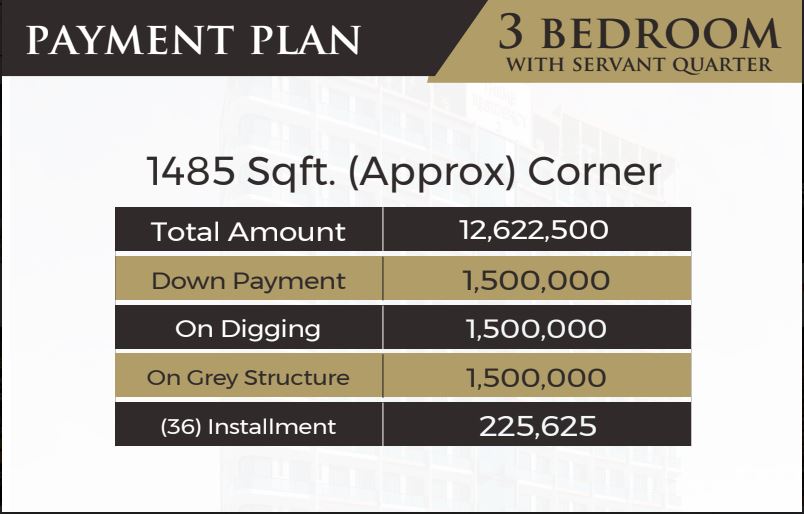 PAYMENT PLAN
3 BEDROOM
WITH SERVANT QUARTER
1485 Sqft. (Approx) Corner
Total Amount 12,622,500
Down Payment 1,500,000
On Digging 1,500,000
On Grey Structure 1,500,000
(36) Installment 225,625